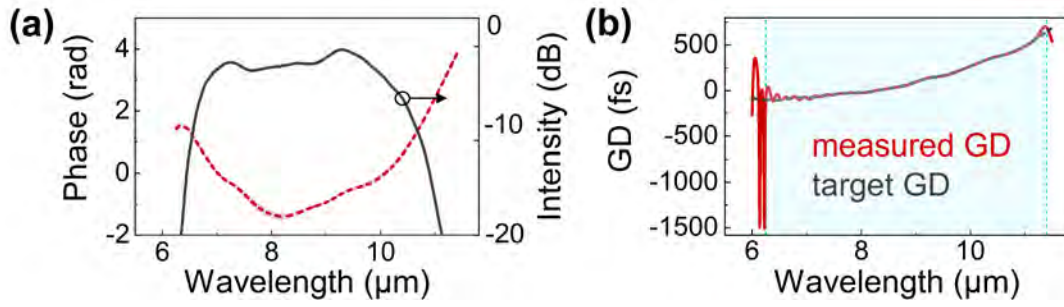 (a)
Phase (rad)
4
2
0
-2
6
8
10
Wavelength (µm)
0
-10
-20
Intensity (dB)
(b)
GD (fs)
500
0
-500
-1000
-1500
measured GD
target GD
6
8
10
Wavelength (µm)